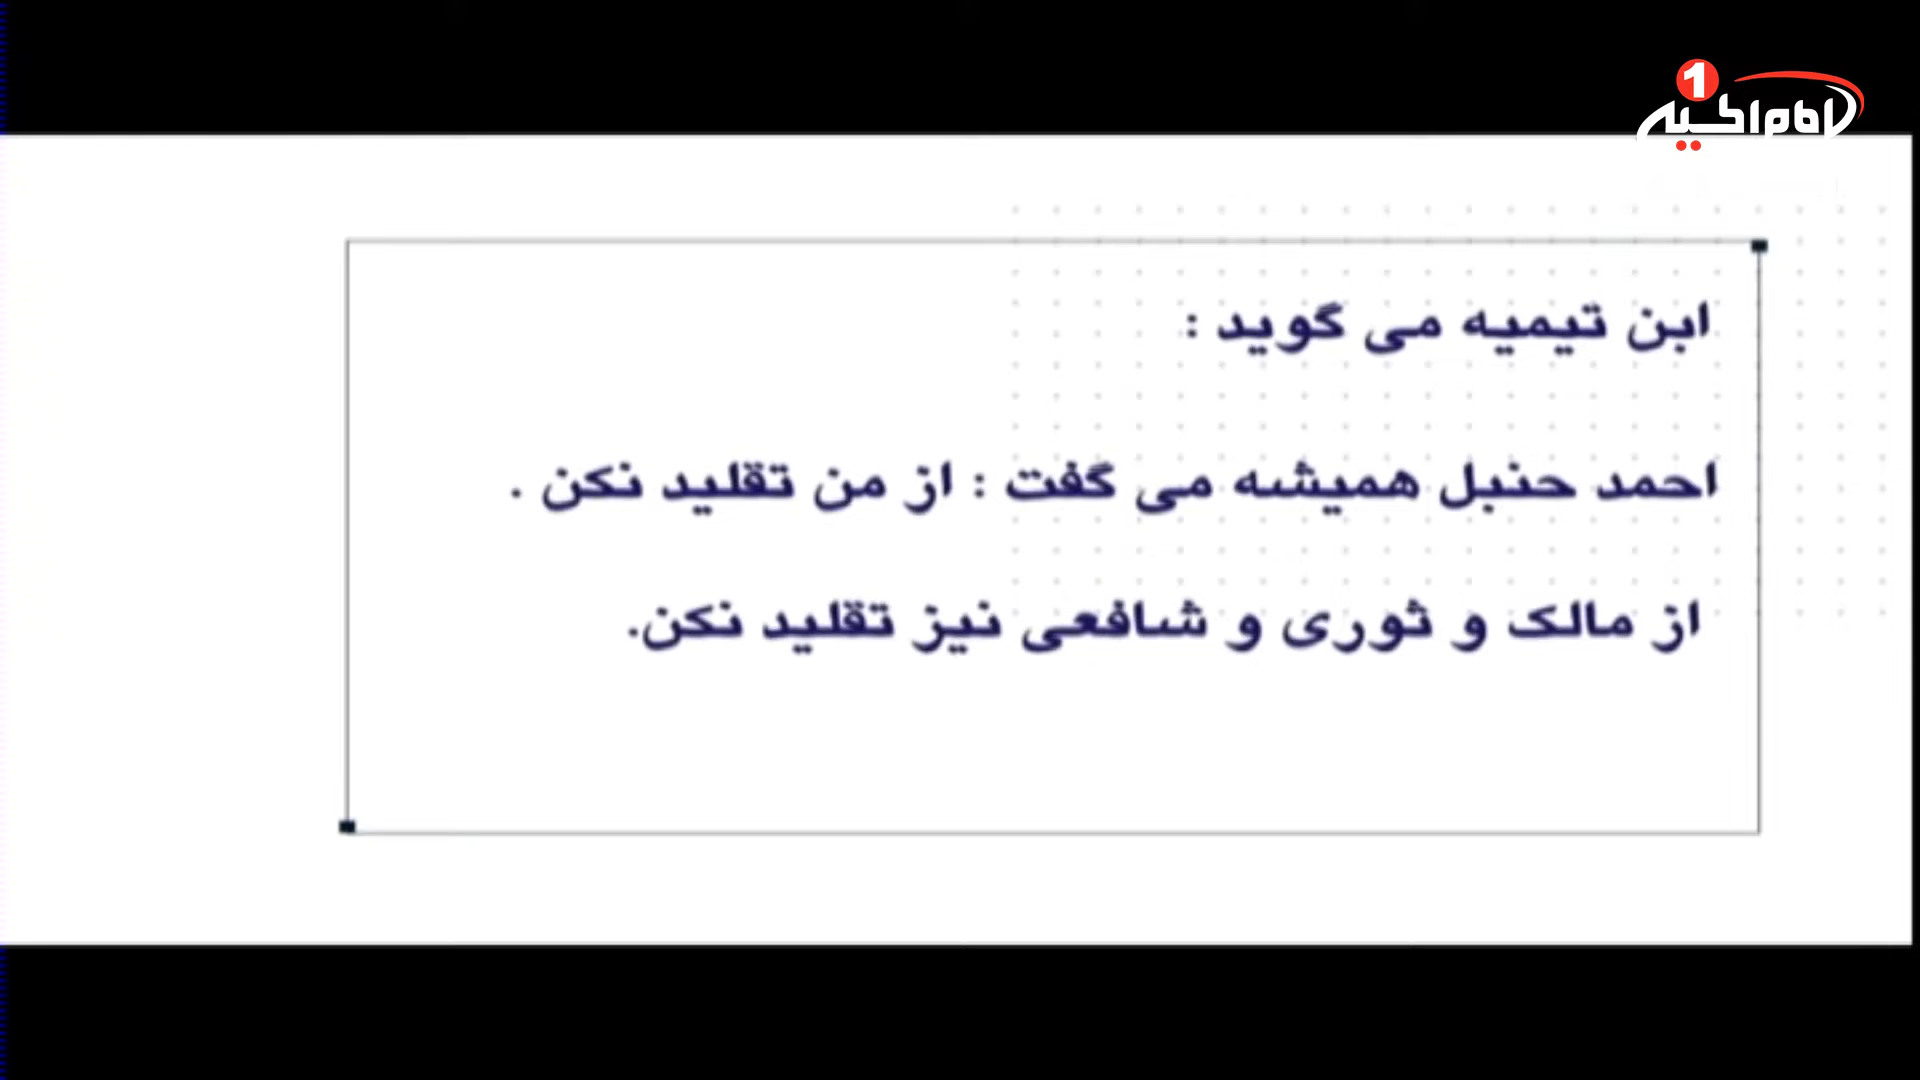 1
ابن تیمیه می گوید :
احمد حنبل همیشه می گفت : از من تقلید نکن .
از مالک و ثوری و شافعی نیز تقلید نکن.